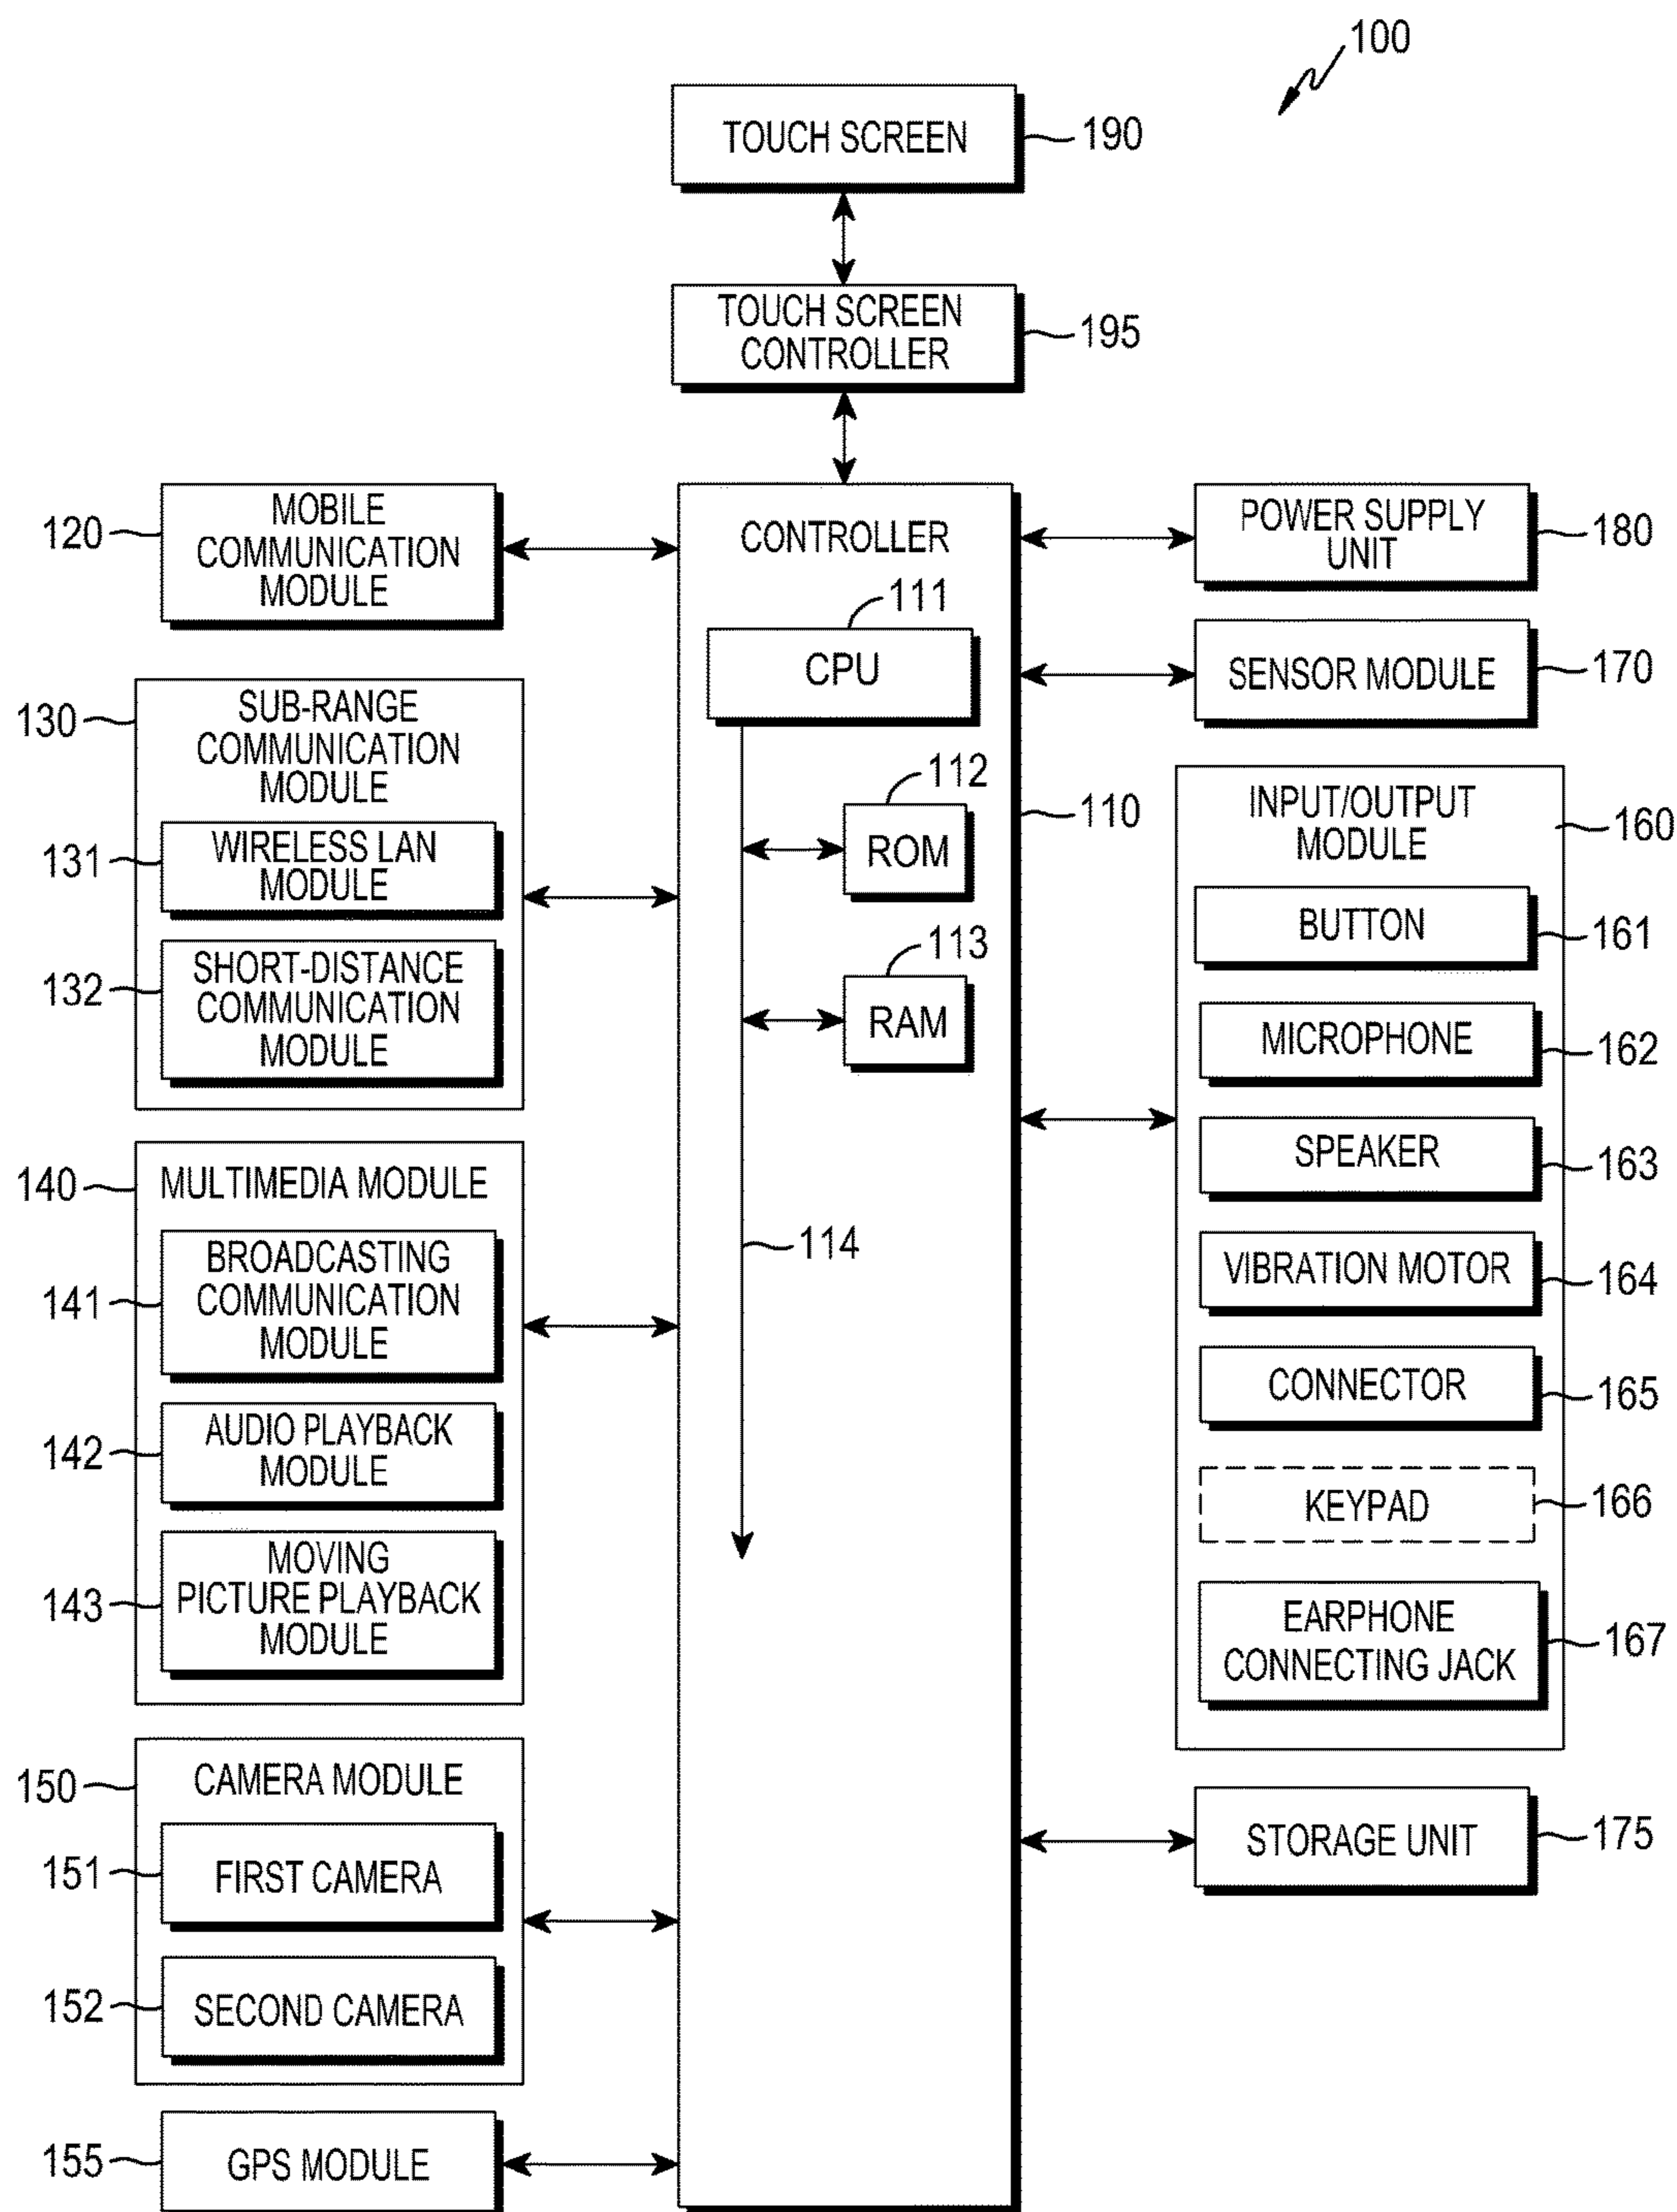 100
TOUCH SCREEN
190
TOUCH SCREEN
CONTROLLER
195
120
MOBILE
COMMUNICATION
MODULE
130
SUB-RANGE
COMMUNICATION
MODULE
131
WIRELESS LAN
MODULE
132
SHORT-DISTANCE
COMMUNICATION
MODULE
140
MULTIMEDIA MODULE
141
BROADCASTING
COMMUNICATION
MODULE
142
AUDIO PLAYBACK
MODULE
143
MOVING
PICTURE PLAYBACK
MODULE
150
CAMERA MODULE
151
FIRST CAMERA
152
SECOND CAMERA
155
GPS MODULE
CONTROLLER
111
CPU
112
ROM
110
113
RAM
114
POWER SUPPLY
UNIT
180
SENSOR MODULE
170
INPUT/OUTPUT
MODULE
160
BUTTON
161
MICROPHONE
162
SPEAKER
163
VIBRATION MOTOR
164
CONNECTOR
165
KEYPAD
166
EARPHONE
CONNECTING JACK
167
STORAGE UNIT
175